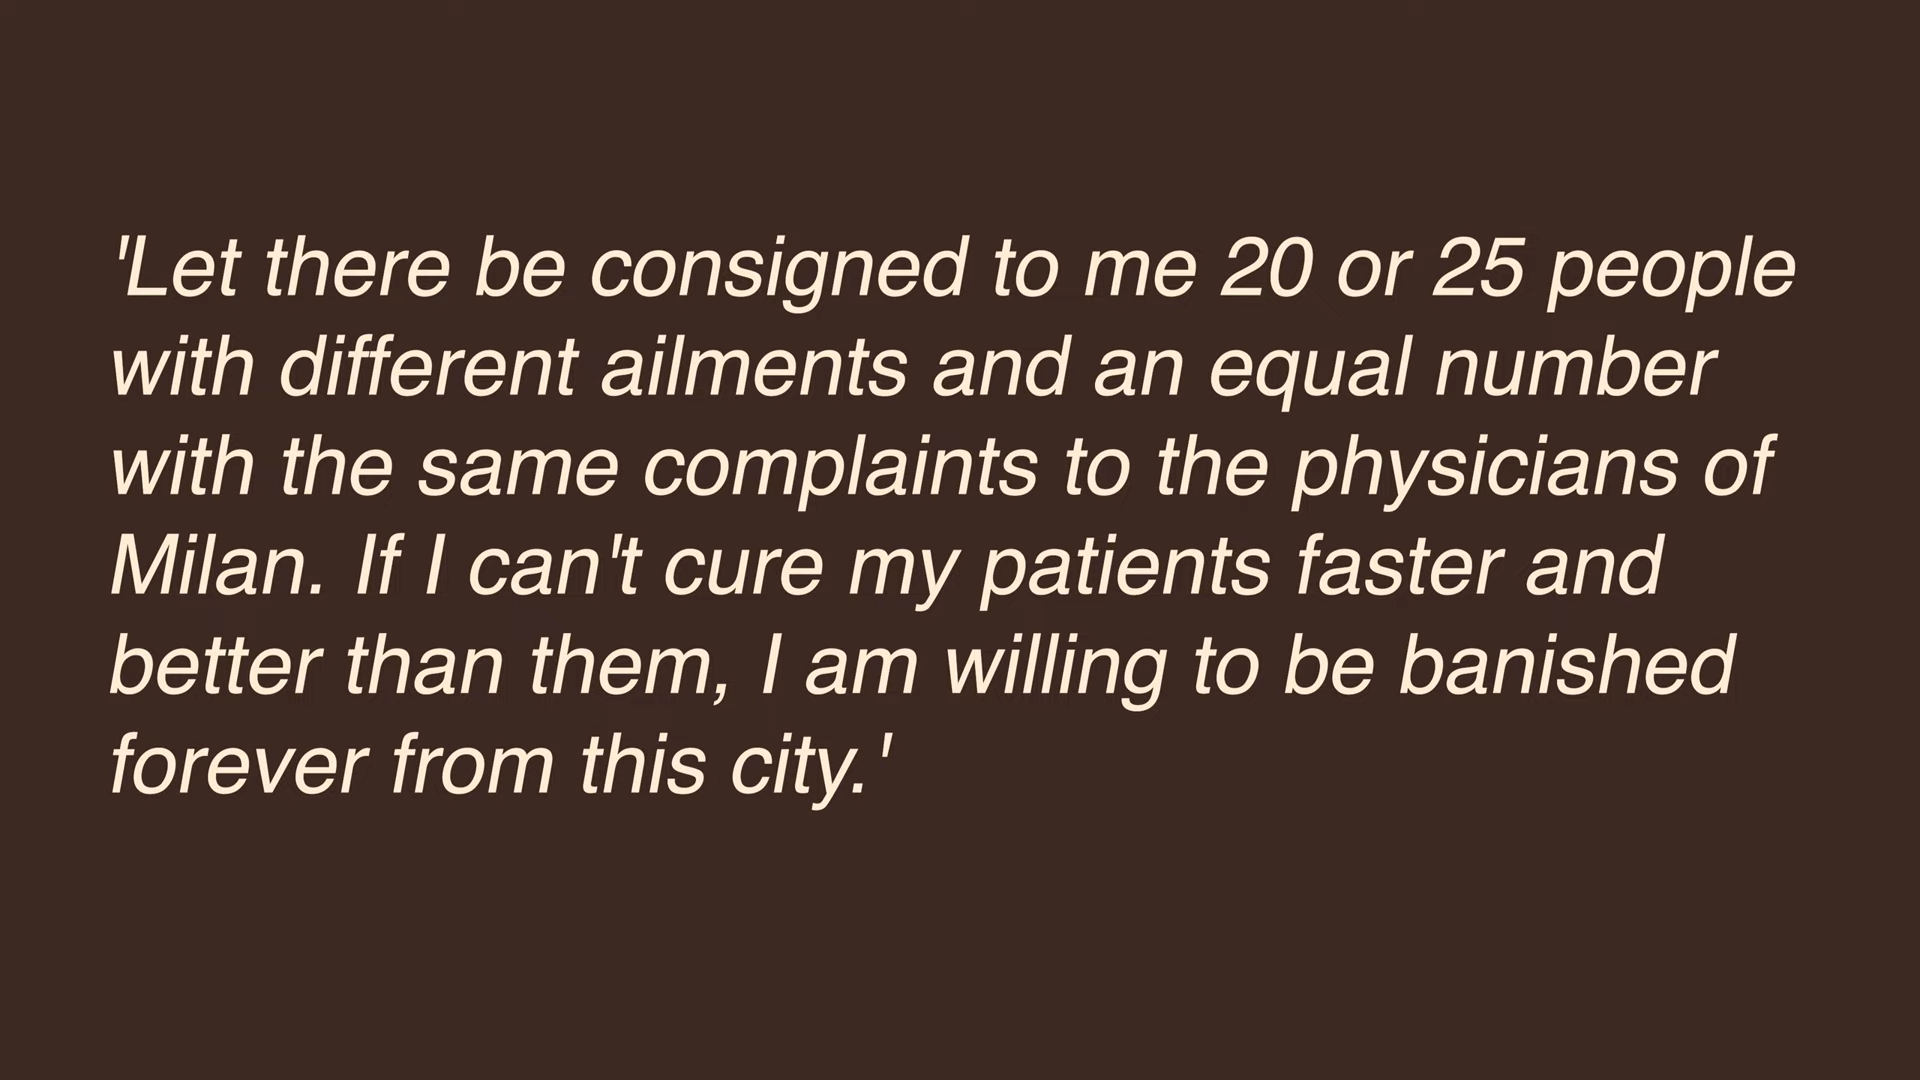 'Let there be consigned to me 20 or 25 people
with different ailments and an equal number
with the same complaints to the physicians of
Milan. If I can't cure my patients faster and
better than them, I am willing to be banished
forever from this city.'